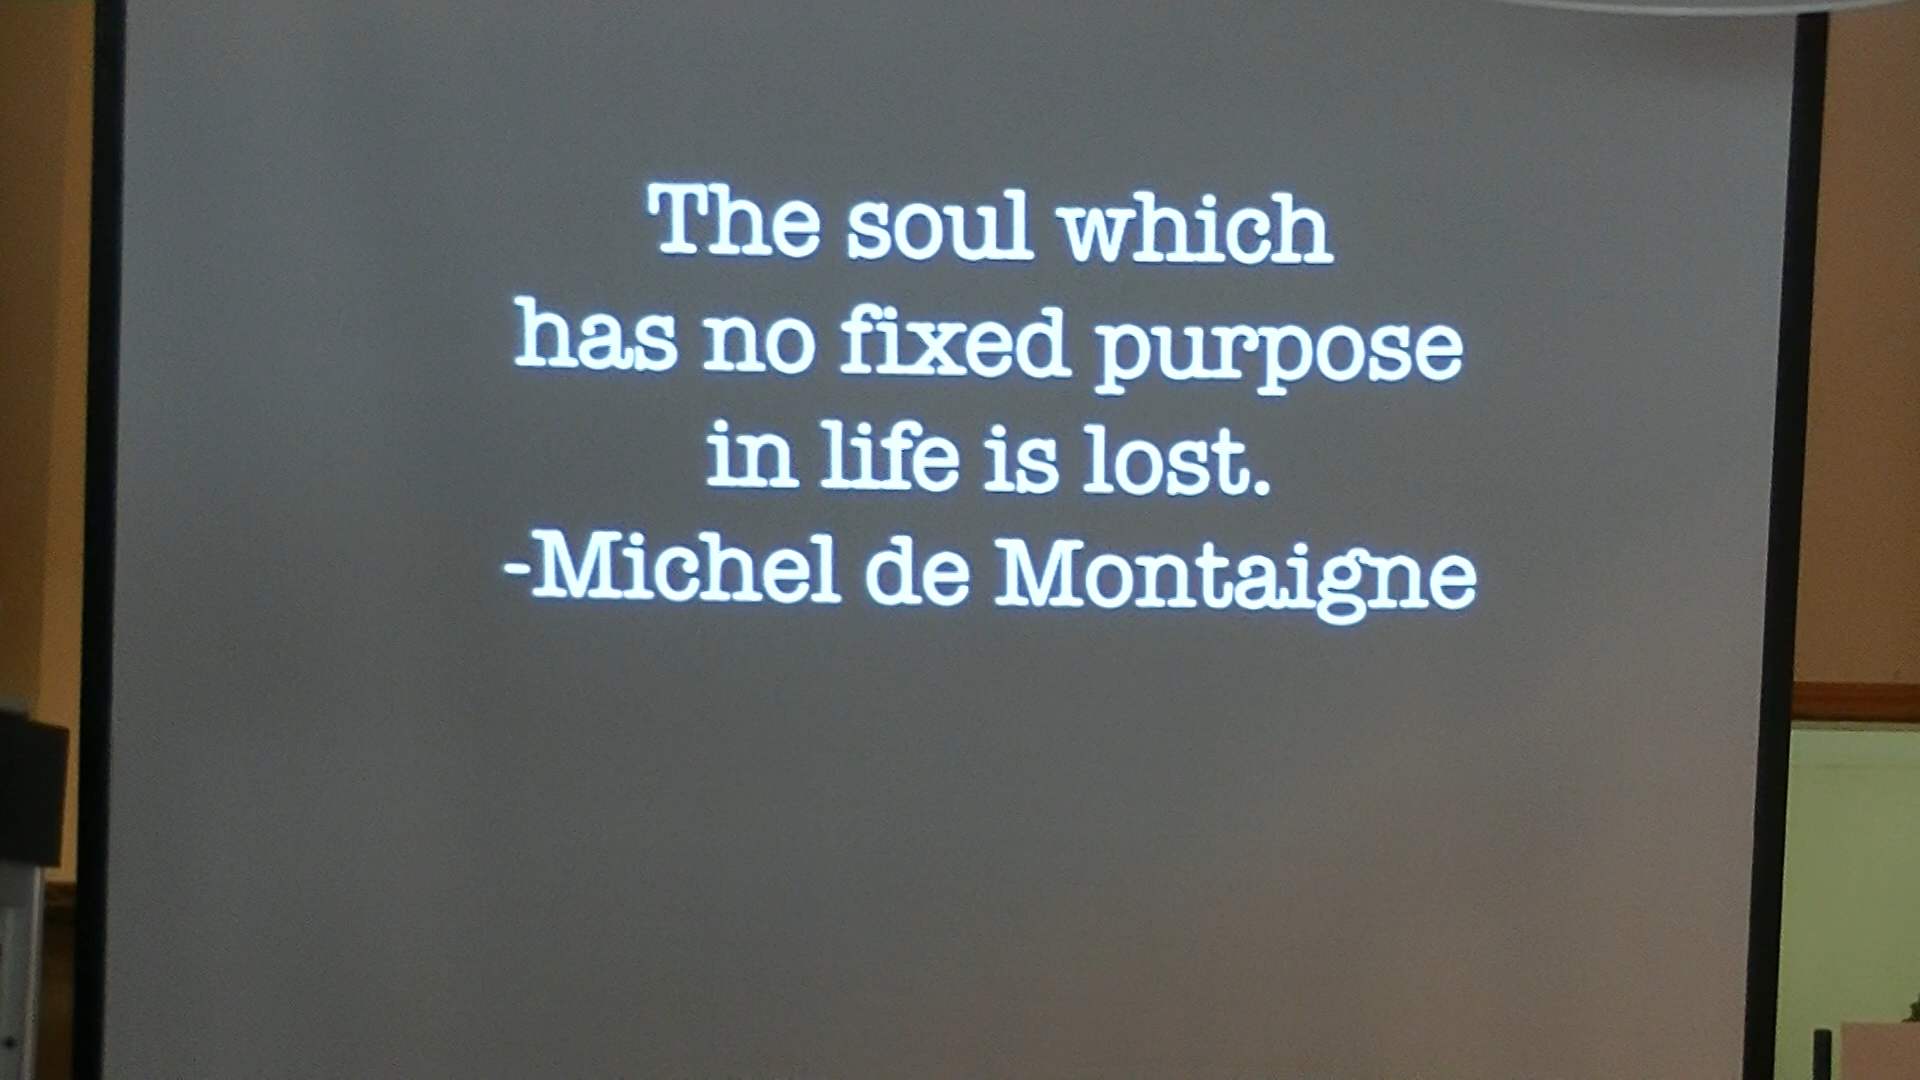 The soul which
has no fixed purpose
in life is lost.
-Michel de Montaigne